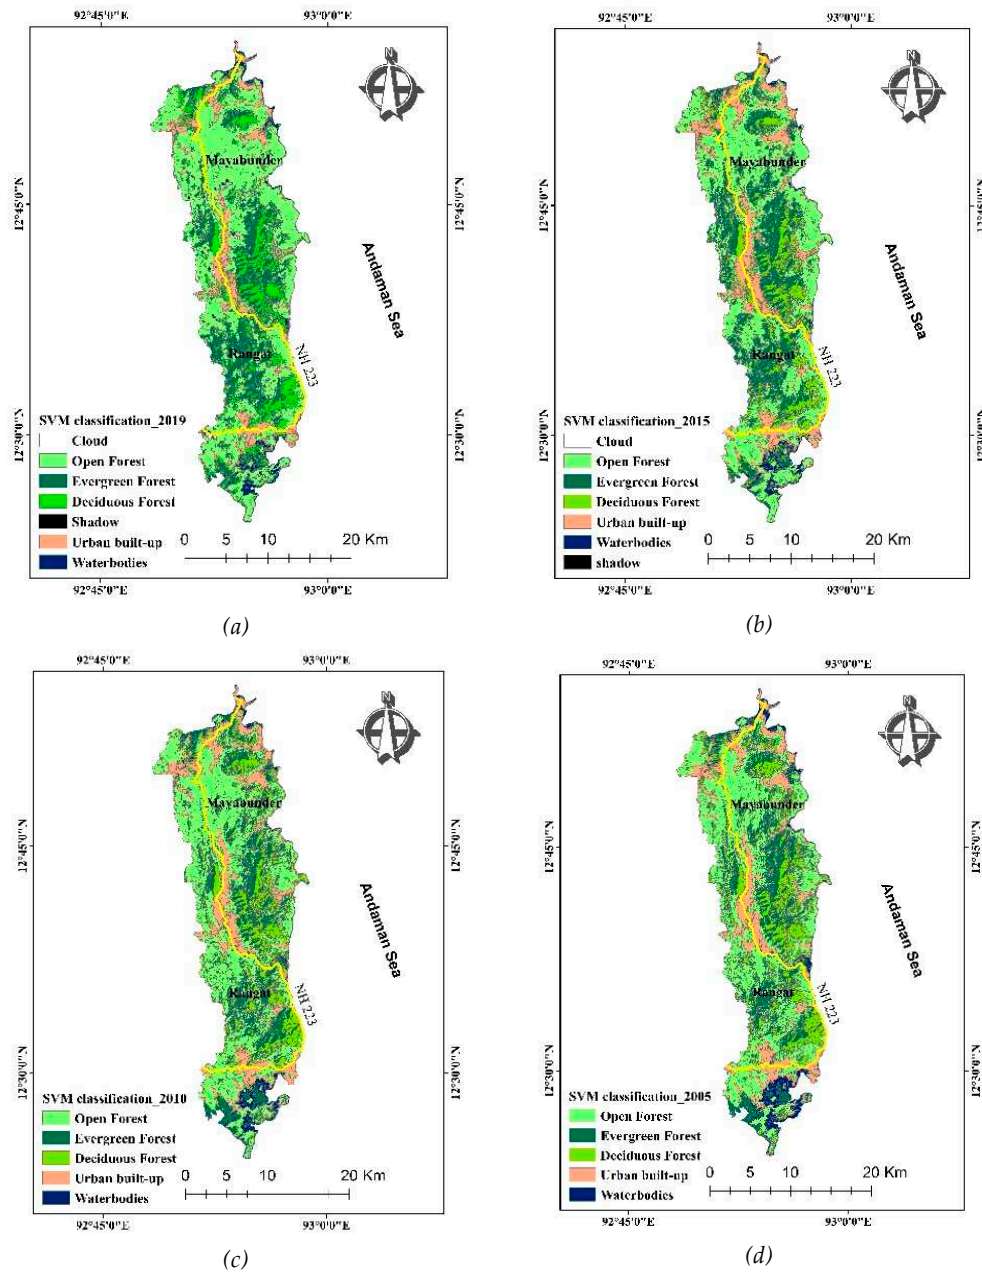 92°45'0"E 93°0'0"E
N
Mayabunder
12°45'0"N 12°45'0"N
Andaman Sea
Rangat
NH 223
SVM classification_2019
12°30'0"N 12°30'0"N
Cloud
Open Forest
Evergreen Forest
Deciduous Forest
Shadow
Urban built-up
Waterbodies
0 5 10 20 Km
92°45'0"E 93°0'0"E
(a)
92°45'0"E 93°0'0"E
N
Mayabunder
12°45'0"N 12°45'0"N
Andaman Sea
Rangat
NH 223
SVM classification_2015
12°30'0"N 12°30'0"N
Cloud
Open Forest
Evergreen Forest
Deciduous Forest
Urban built-up
Waterbodies
shadow
0 5 10 20 Km
92°45'0"E 93°0'0"E
(b)
92°45'0"E 93°0'0"E
N
Mayabunder
12°45'0"N 12°45'0"N
Andaman Sea
Rangat
NH 223
12°30'0"N 12°30'0"N
SVM classification_2010
Open Forest
Evergreen Forest
Deciduous Forest
Urban built-up
Waterbodies
0 5 10 20 Km
92°45'0"E 93°0'0"E
(c)
92°45'0"E 93°0'0"E
N
Mayabunder
12°45'0"N 12°45'0"N
Andaman Sea
Rangat
NH 223
12°30'0"N 12°30'0"N
SVM classification_2005
Open Forest
Evergreen Forest
Deciduous Forest
Urban built-up
Waterbodies
0 5 10 20 Km
92°45'0"E 93°0'0"E
(d)